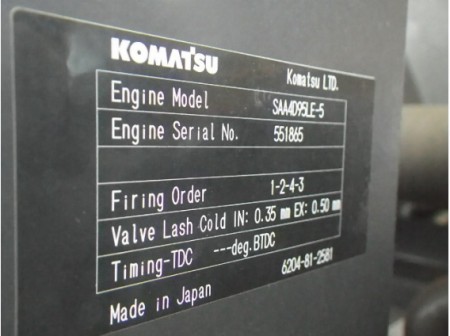 KOMATSU Komatsu LTD.
Engine Model SAA4D95LE-5
Engine Serial No. 551865
Firing Order 1-2-4-3
Valve Lash Cold IN: 0.35 mm EX: 0.50 mm
Timing-TDC ---deg.BTDC
6204-81-2581
Made in Japan